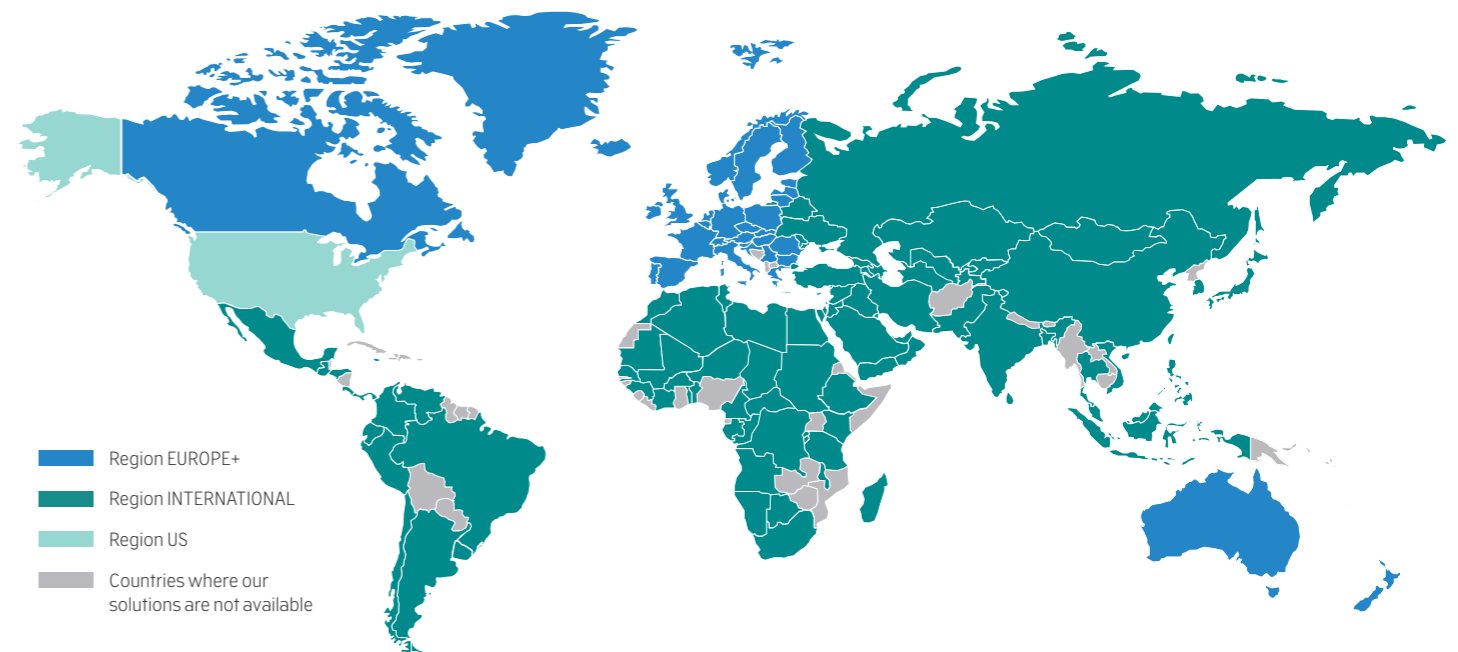 Region EUROPE+
Region INTERNATIONAL
Region US
Countries where our
solutions are not available